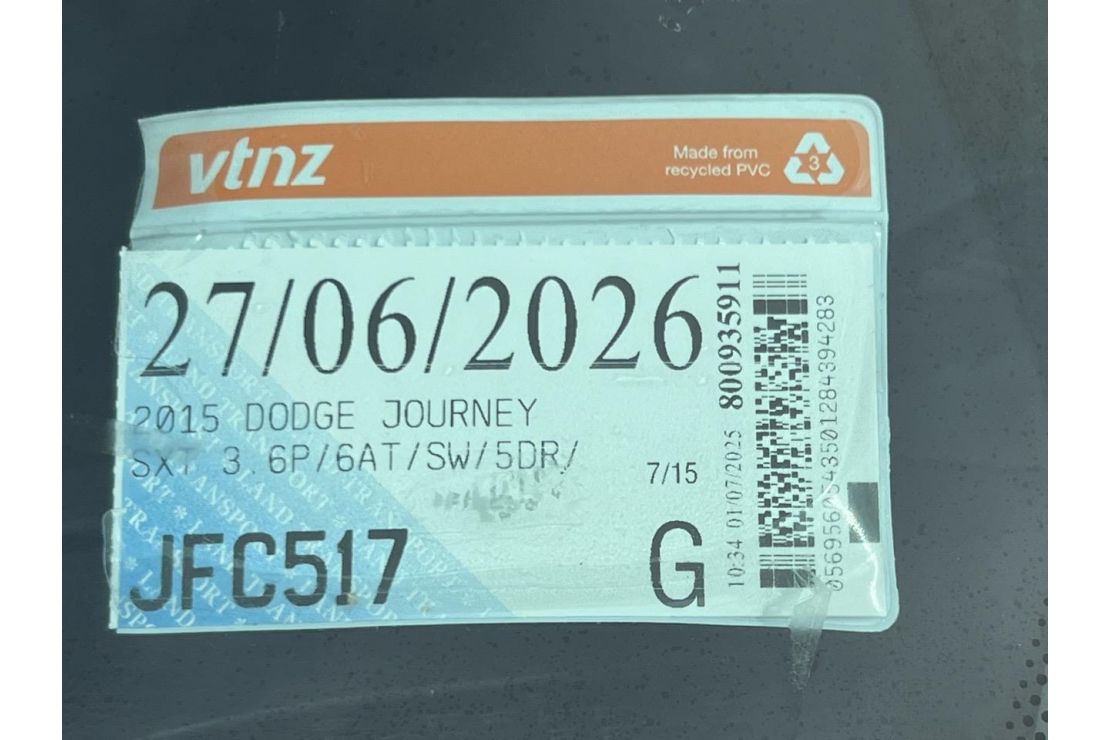 vtnz
Made from
recycled PVC
3
27/06/2026
2015 DODGE JOURNEY
SXT 3.6P/6AT/SW/5DR/
7/15
JFC517
G
10:34 01/07/2025 800935911